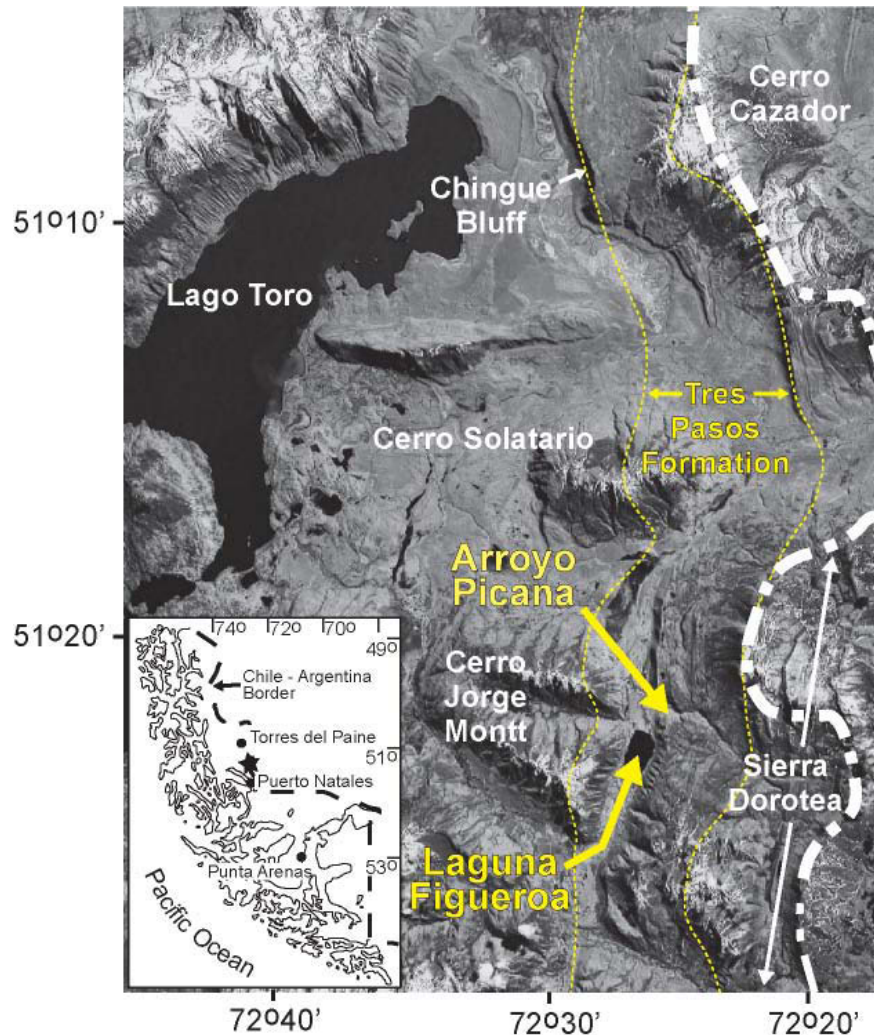 Cerro
Cazador
Chingue
Bluff
51º10'
Lago Toro
Tres
Pasos
Formation
Cerro Solatario
Arroyo
Picana
51º20'
Cerro
Jorge
Montt
Sierra
Dorotea
Laguna
Figueroa
74º 72º 70º
49º
Chile - Argentina
Border
Torres del Paine
51º
Puerto Natales
53º
Punta Arenas
Pacific Ocean
72º40' 72º30' 72º20'